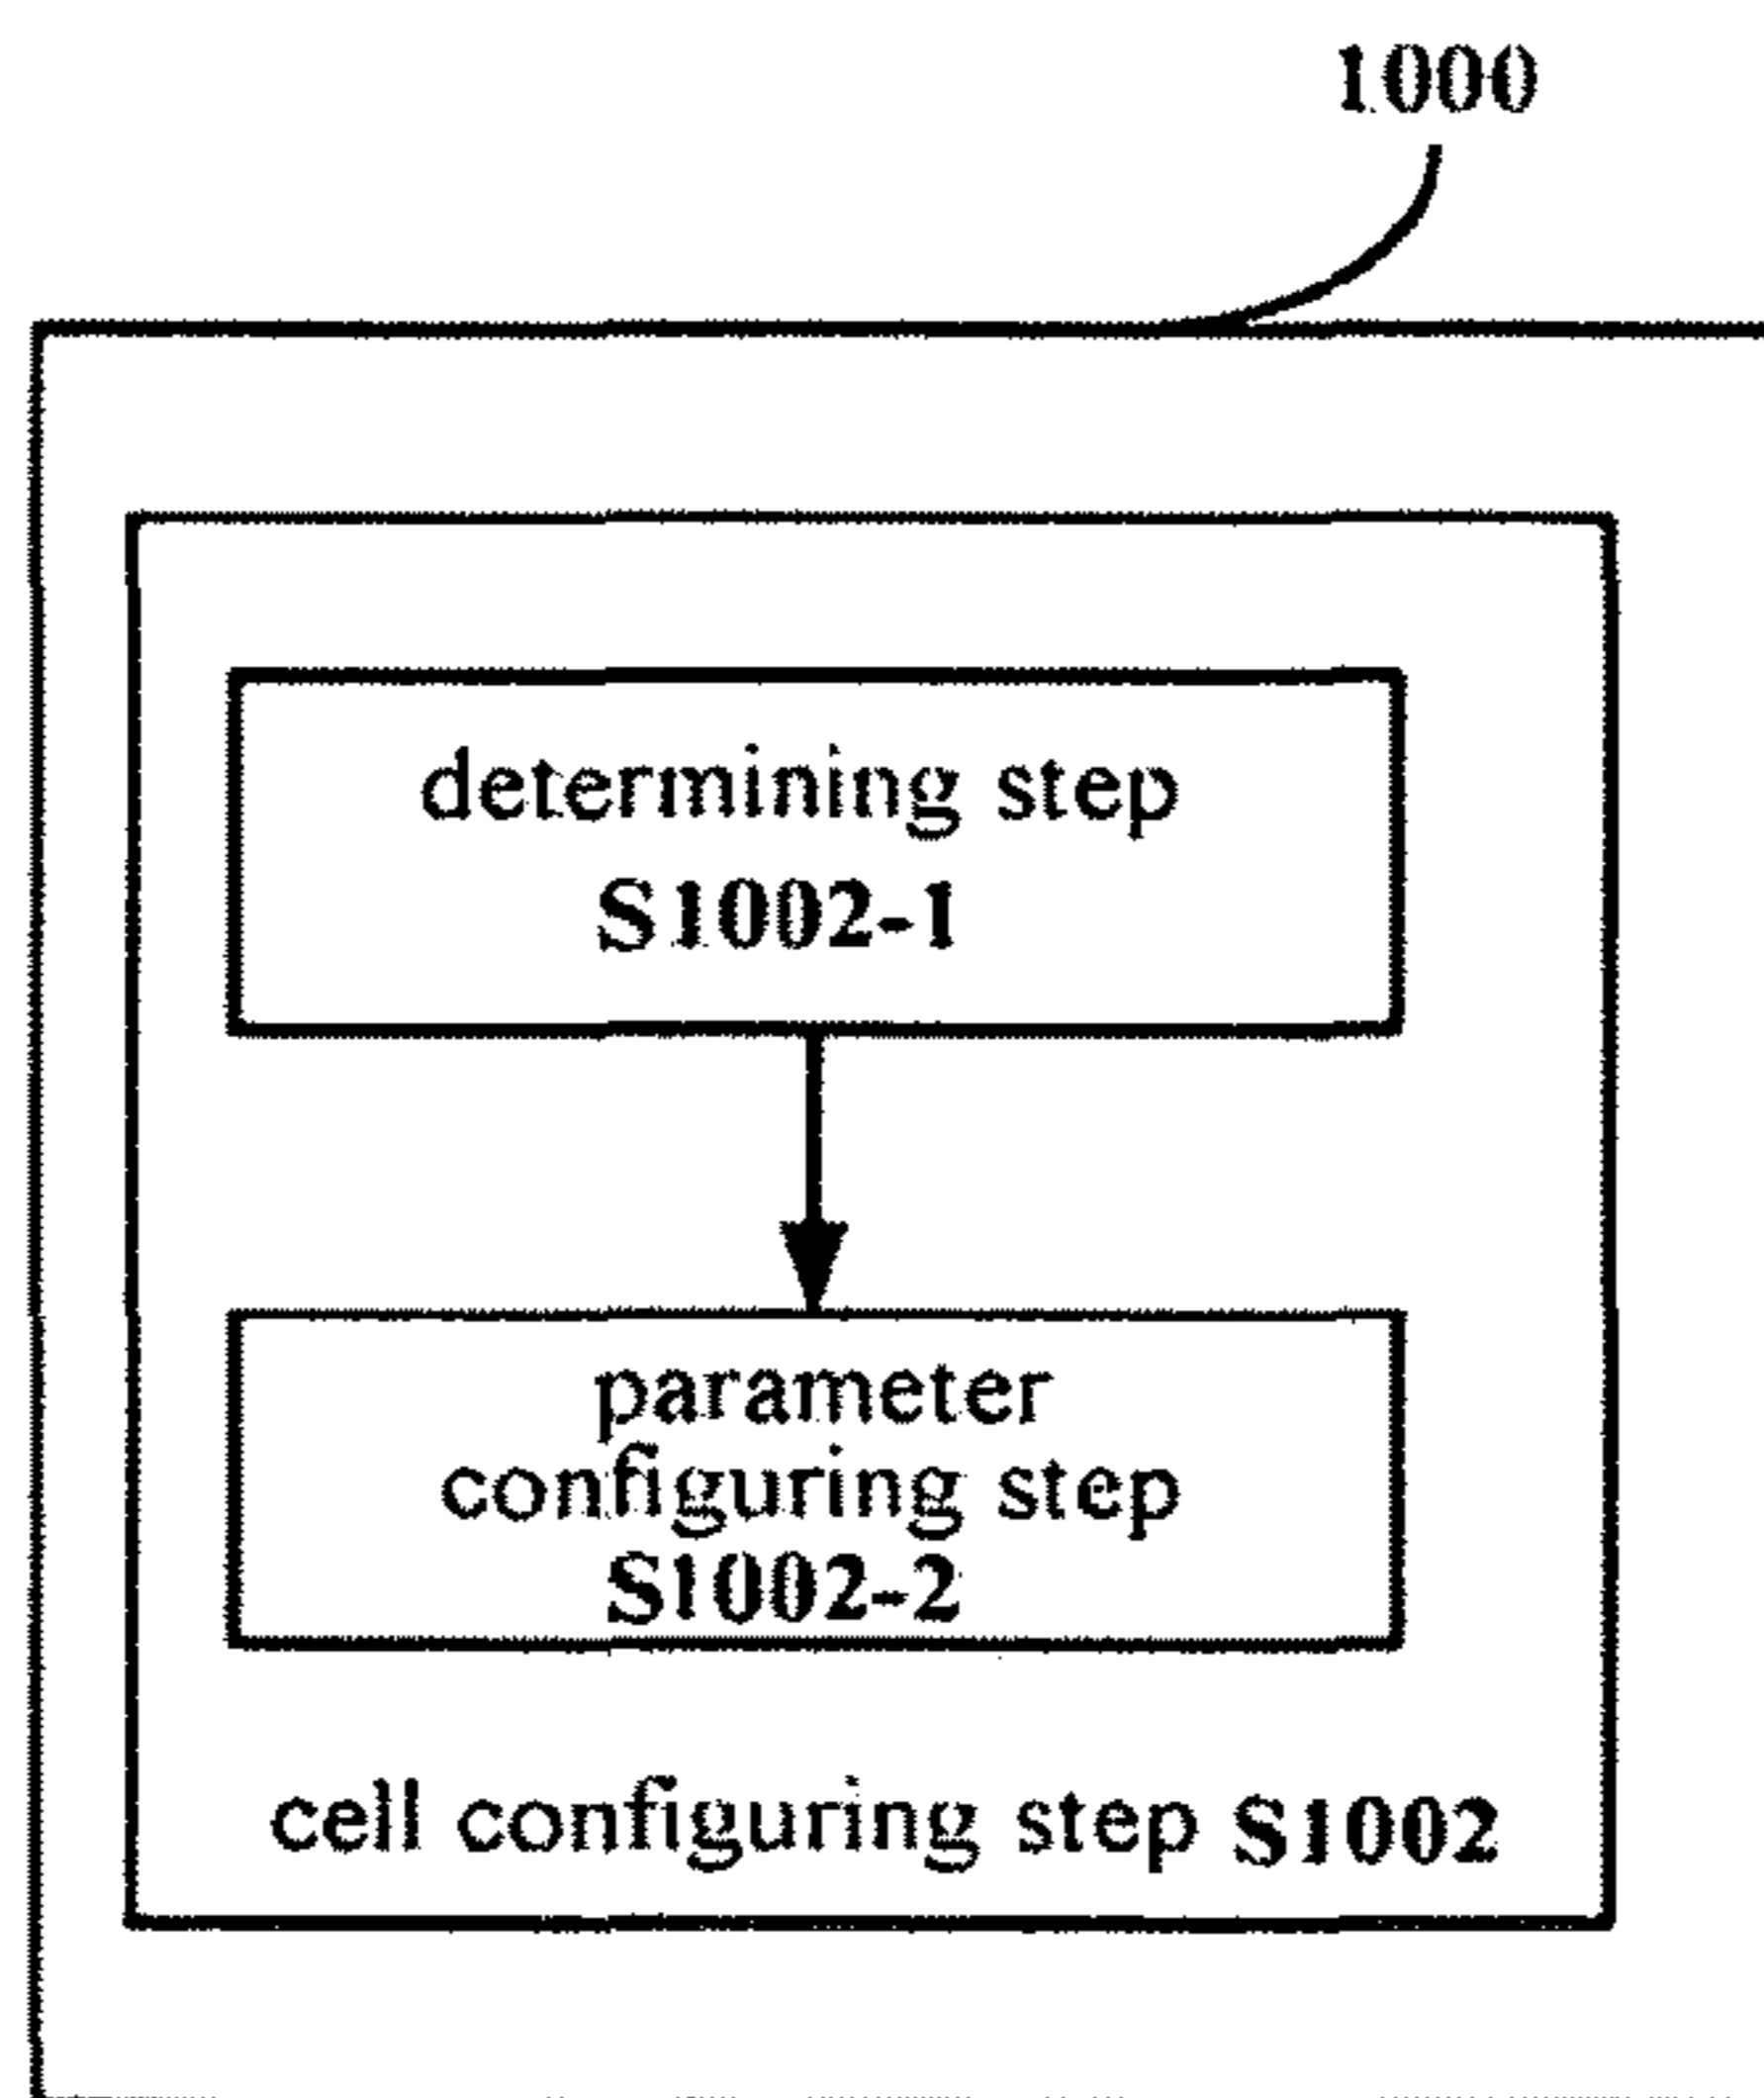 1000
determining step
S1002-1
parameter
configuring step
S1002-2
cell configuring step S1002